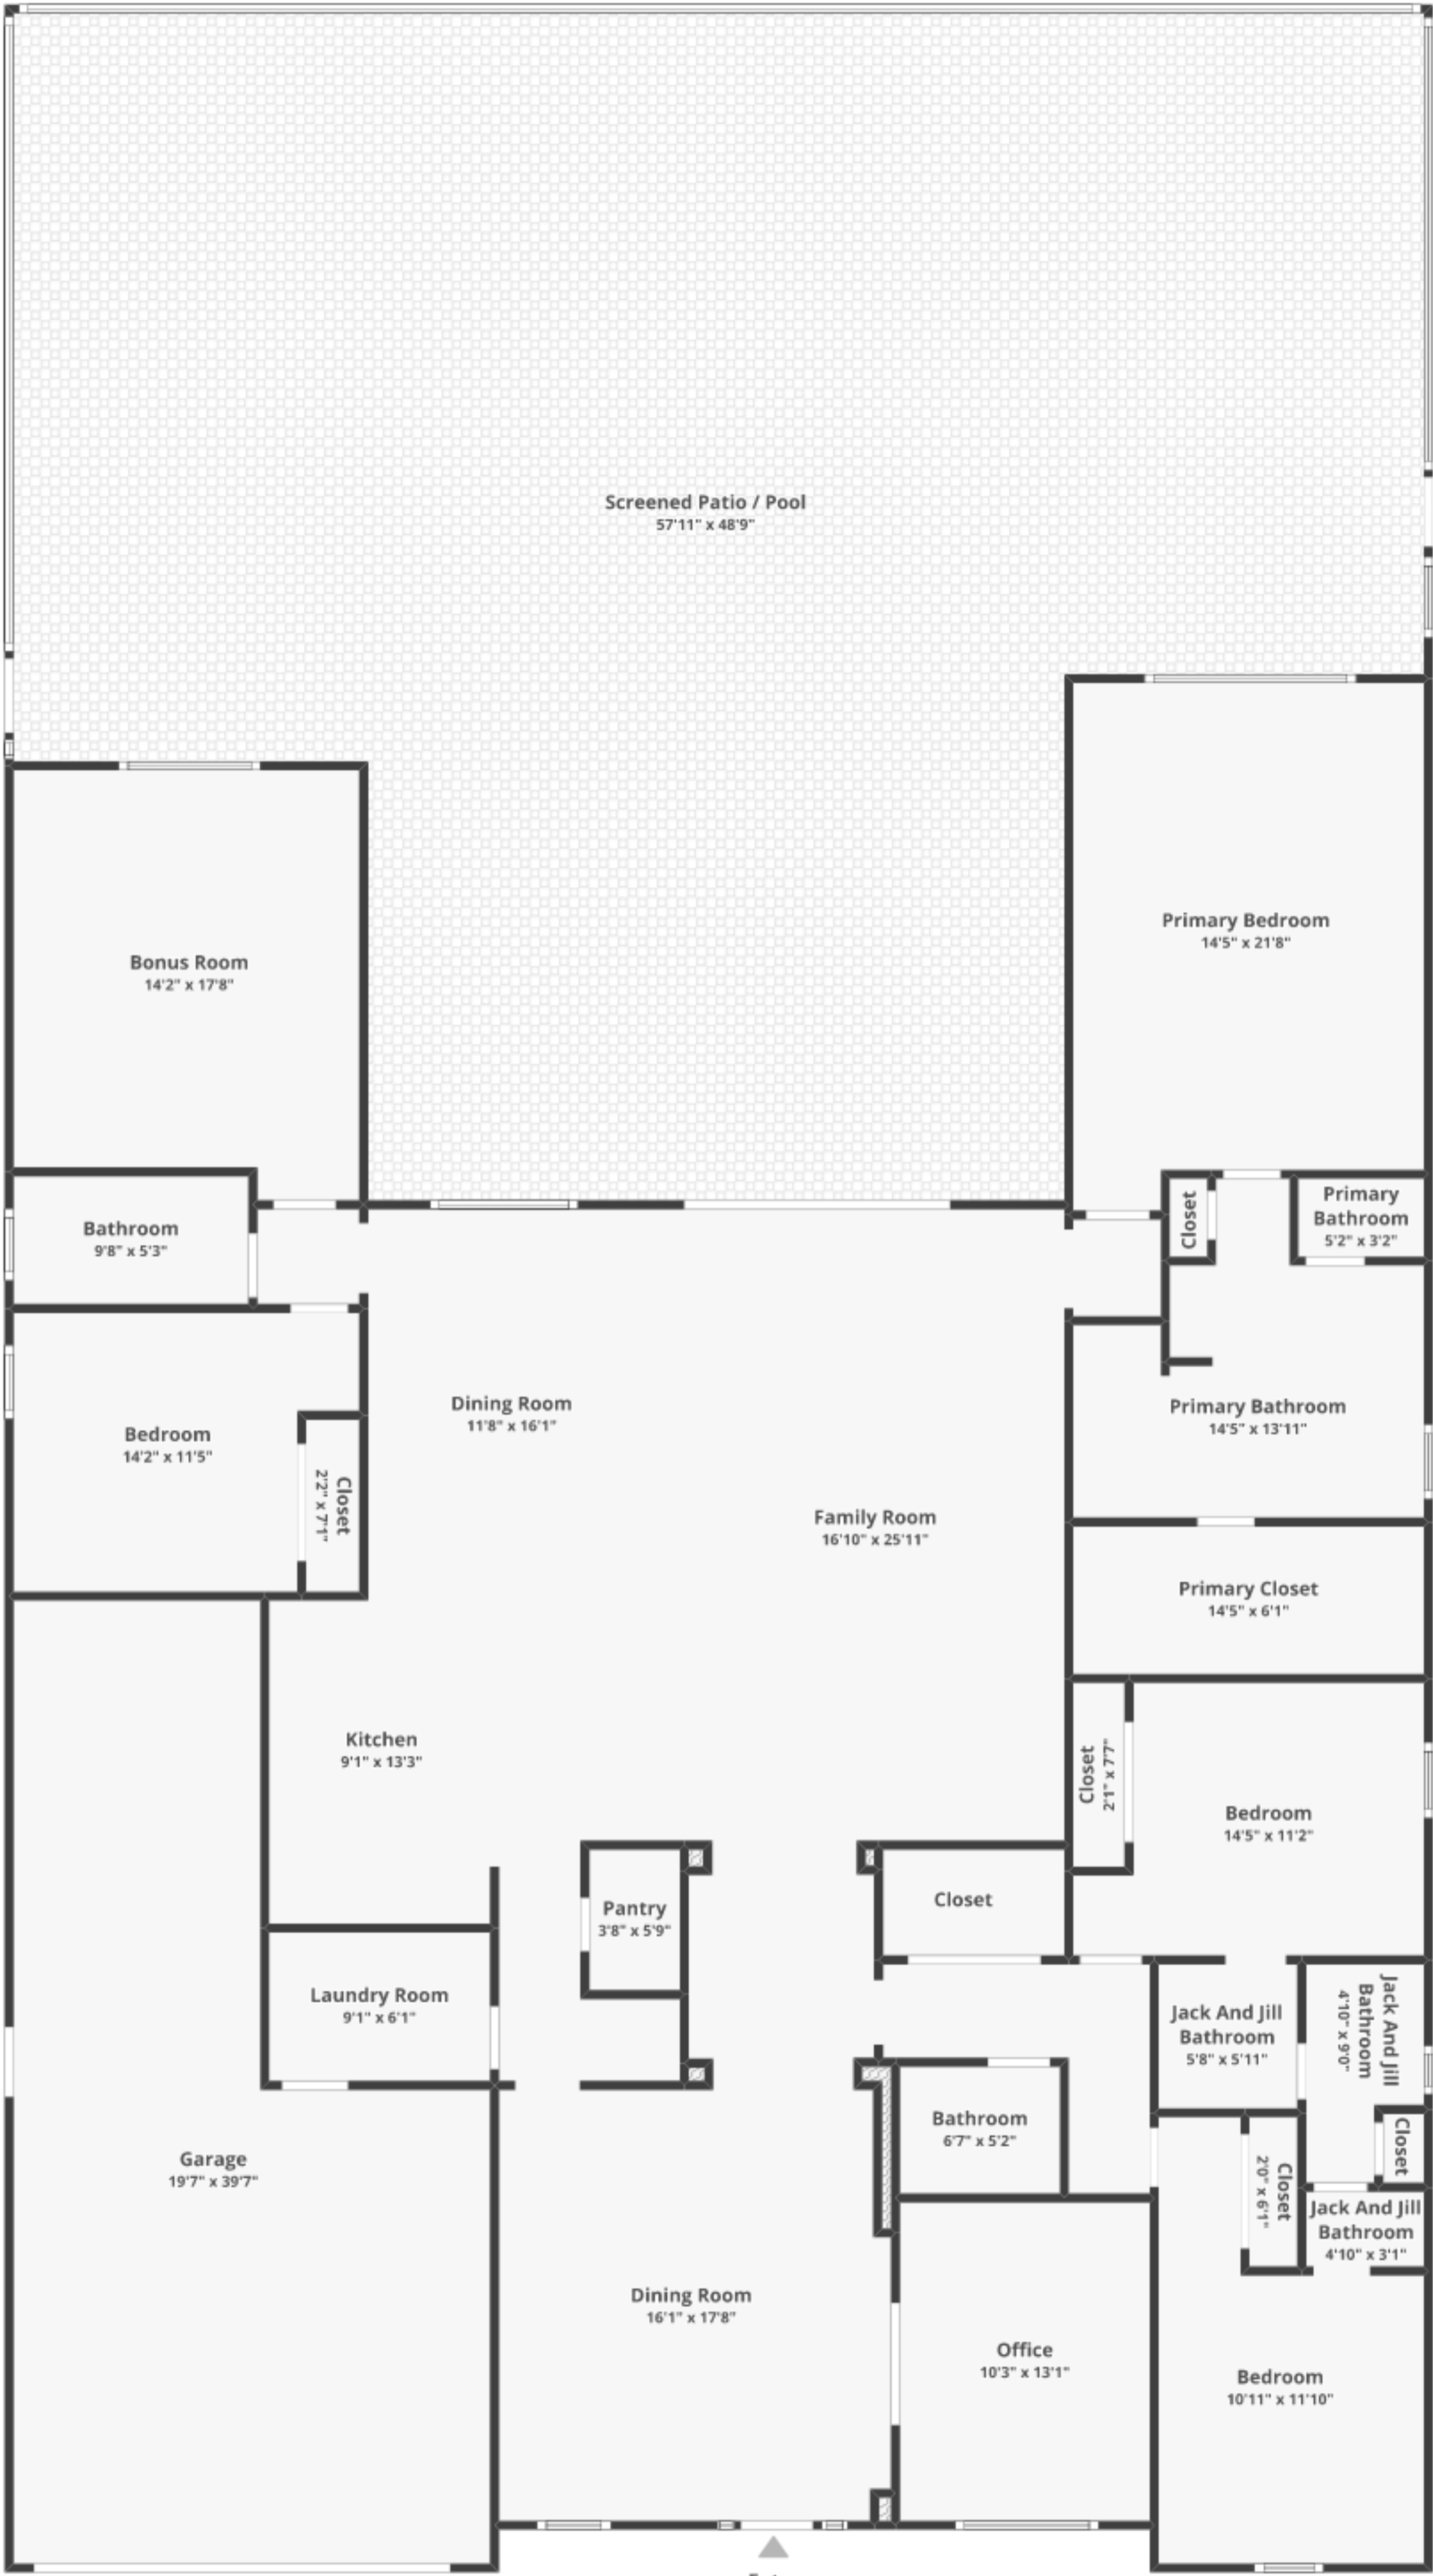 Screened Patio / Pool
57'11" x 48'9"
Primary Bedroom
14'5" x 21'8"
Bonus Room
14'2" x 17'8"
Closet
Primary
Bathroom
5'2" x 3'2"
Bathroom
9'8" x 5'3"
Dining Room
11'8" x 16'1"
Primary Bathroom
14'5" x 13'11"
Bedroom
14'2" x 11'5"
Closet
2'2" x 7'1"
Family Room
16'10" x 25'11"
Primary Closet
14'5" x 6'1"
Kitchen
9'1" x 13'3"
Closet
2'1" x 7'7"
Bedroom
14'5" x 11'2"
Closet
Pantry
3'8" x 5'9"
Laundry Room
9'1" x 6'1"
Jack And Jill
Bathroom
5'8" x 5'11"
Jack And Jill
Bathroom
4'10" x 9'0"
Bathroom
6'7" x 5'2"
Closet
Garage
19'7" x 39'7"
Closet
2'0" x 6'1"
Jack And Jill
Bathroom
4'10" x 3'1"
Dining Room
16'1" x 17'8"
Office
10'3" x 13'1"
Bedroom
10'11" x 11'10"